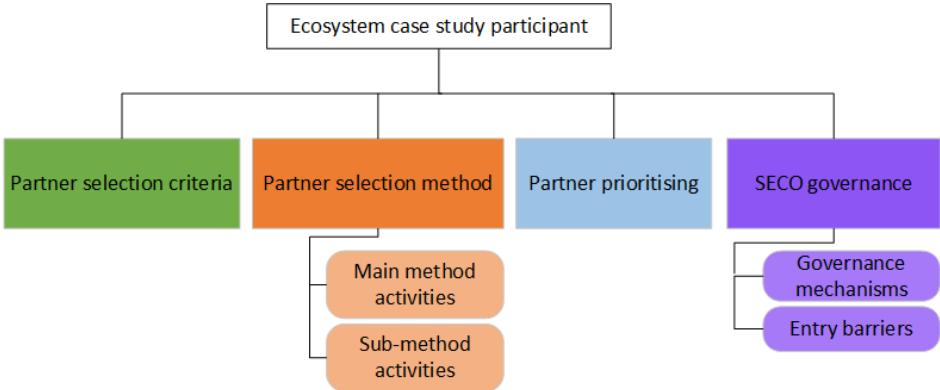 Ecosystem case study participant
Partner selection criteria
Partner selection method
Partner prioritising
SECO governance
Main method
activities
Sub-method
activities
Governance
mechanisms
Entry barriers